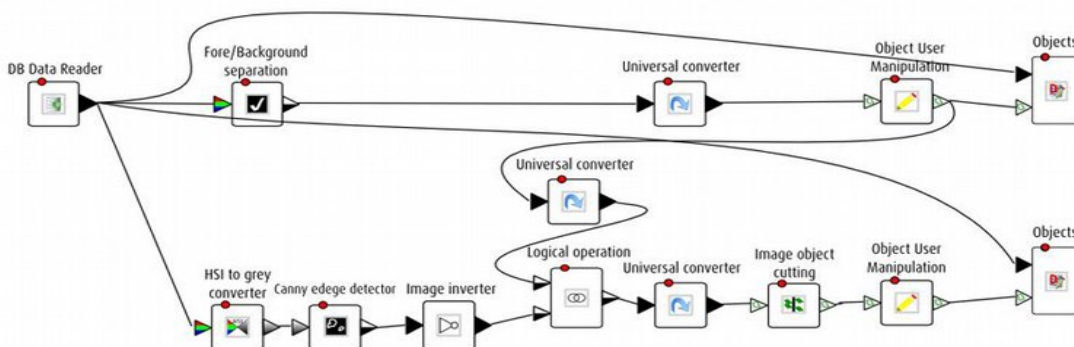 DB Data Reader
Fore/Background
separation
Universal converter
Object User
Manipulation
Objects
Universal converter
HSI to grey
converter
Canny edege detector
Image inverter
Logical operation
Universal converter
Image object
cutting
Object User
Manipulation
Objects